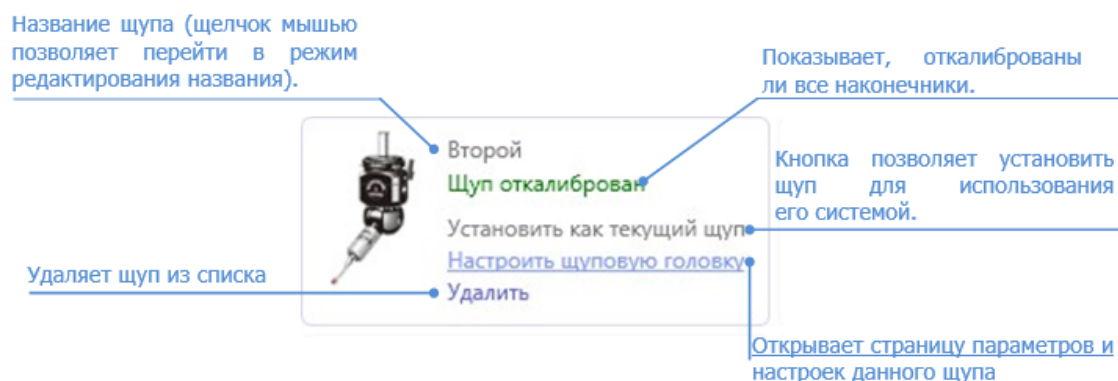 Название щупа (щелчок мышью
позволяет перейти в режим
редактирования названия).
Показывает, откалиброваны
ли все наконечники.
Второй
Щуп откалиброван
Кнопка позволяет установить
щуп для использования
его системой.
Установить как текущий щуп
Настроить щуповую головку
Удаляет щуп из списка
Удалить
Открывает страницу параметров и
настроек данного щупа